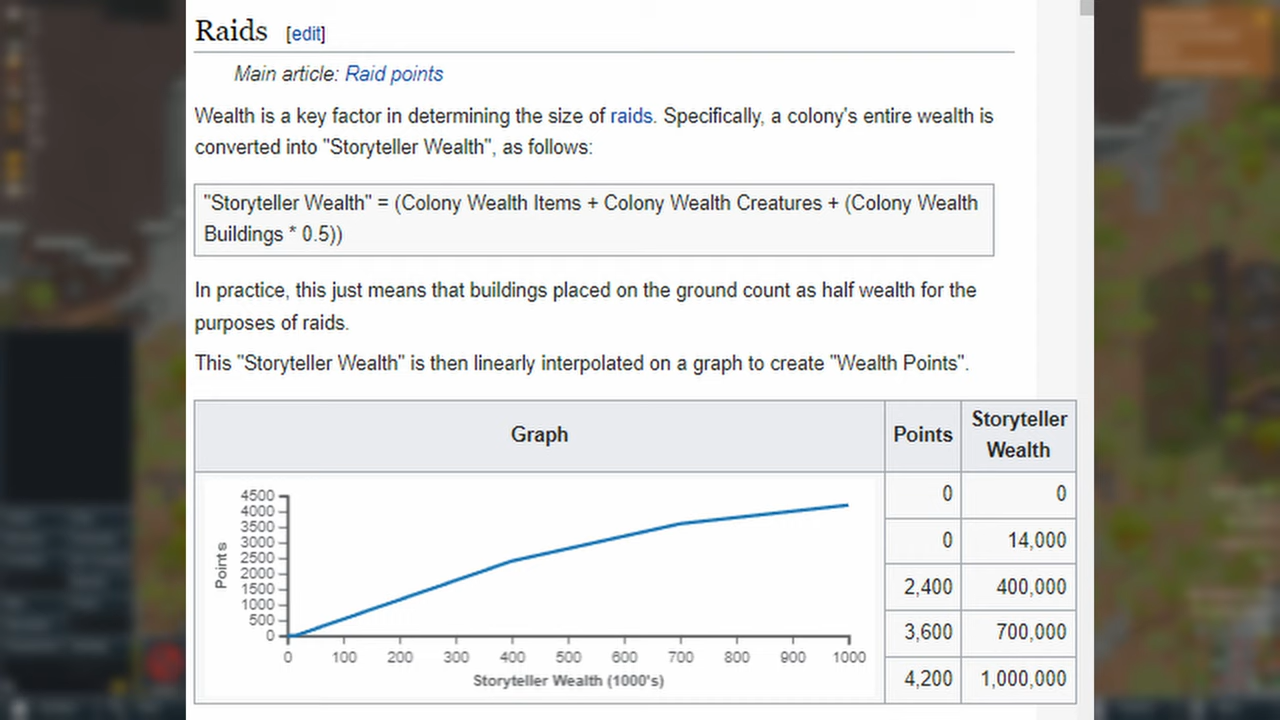 Raids [edit]
Main article: Raid points
Wealth is a key factor in determining the size of raids. Specifically, a colony's entire wealth is
converted into "Storyteller Wealth", as follows:
"Storyteller Wealth" = (Colony Wealth Items + Colony Wealth Creatures + (Colony Wealth
Buildings * 0.5))
In practice, this just means that buildings placed on the ground count as half wealth for the
purposes of raids.
This "Storyteller Wealth" is then linearly interpolated on a graph to create "Wealth Points".
Graph
Points
Storyteller
Wealth
4500
4000
3500
3000
2500
2000
1500
1000
500
0
Points
0 100 200 300 400 500 600 700 800 900 1000
Storyteller Wealth (1000's)
0 0
0 14,000
2,400 400,000
3,600 700,000
4,200 1,000,000